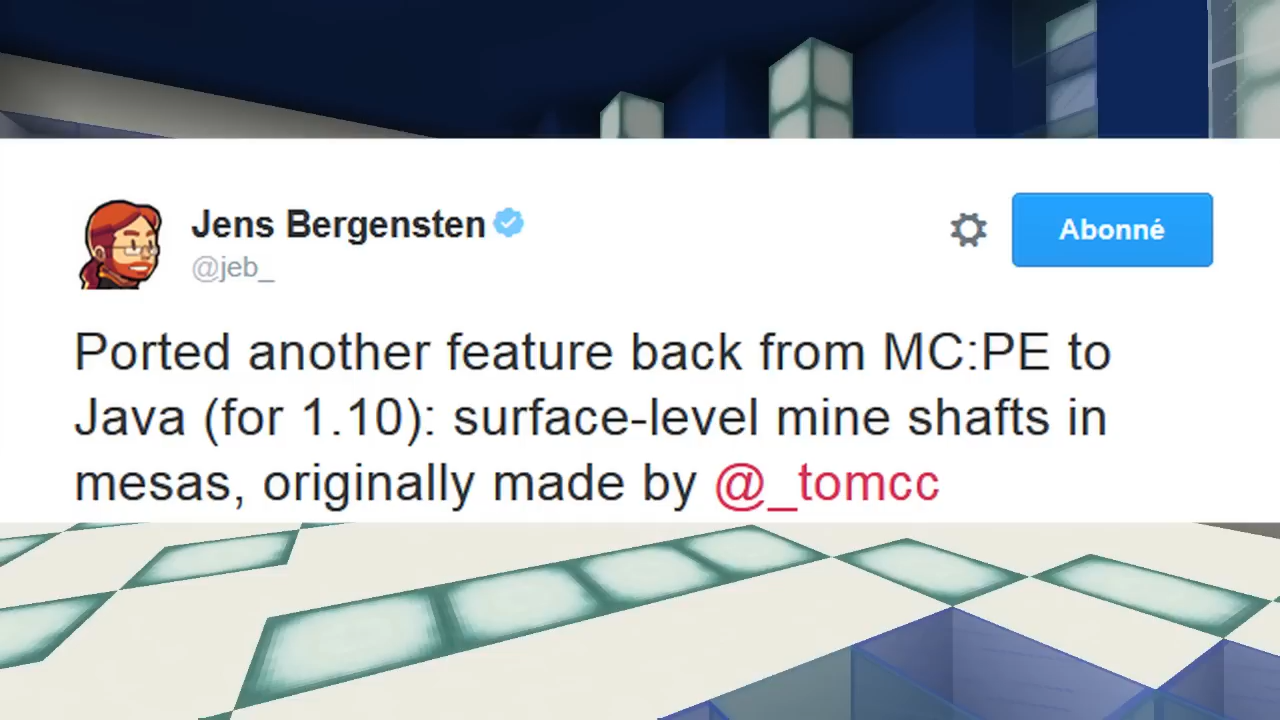 Jens Bergensten
@jeb_
Abonné
Ported another feature back from MC:PE to
Java (for 1.10): surface-level mine shafts in
mesas, originally made by @_tomcc